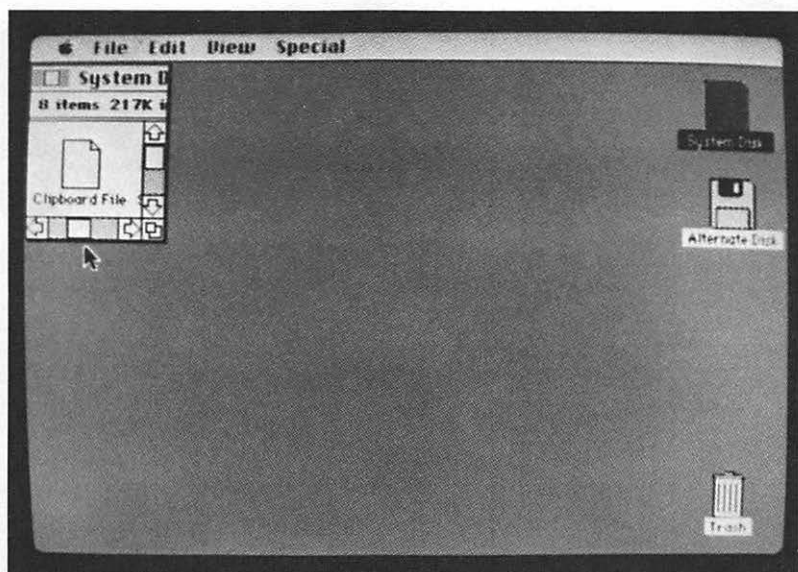 File Edit View Special
System D
8 items 217K i
Clipboard File S
System Disk
Alternate Disk
Trash